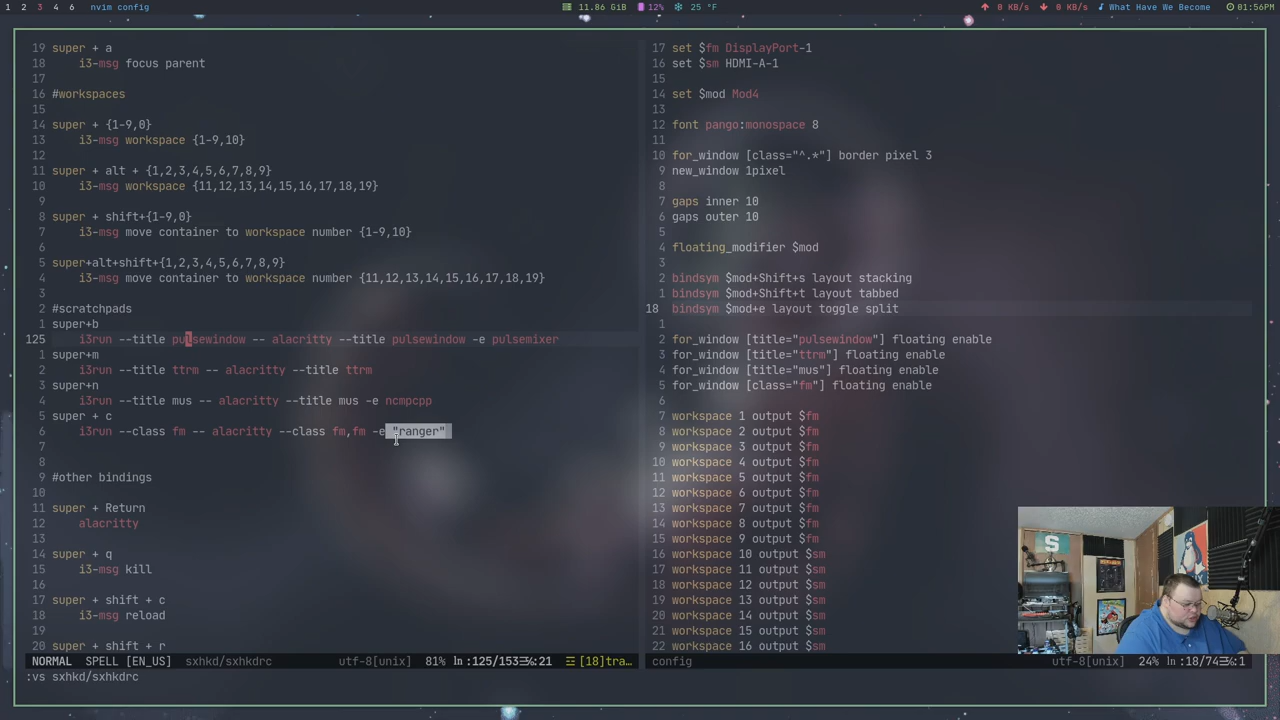 1 2 3 4 6 nvim config 11.86 GiB 12% 25 °F 8 KB/s 0 KB/s What Have We Become 01:56PM
19 super + a
18 i3-msg focus parent
17
16 #workspaces
15
14 super + {1-9,0}
13 i3-msg workspace {1-9,10}
12
11 super + alt + {1,2,3,4,5,6,7,8,9}
10 i3-msg workspace {11,12,13,14,15,16,17,18,19}
9
8 super + shift+{1-9,0}
7 i3-msg move container to workspace number {1-9,10}
6
5 super+alt+shift+{1,2,3,4,5,6,7,8,9}
4 i3-msg move container to workspace number {11,12,13,14,15,16,17,18,19}
3
2 #scratchpads
1 super+b
125 i3run --title pulsewindow -- alacritty --title pulsewindow -e pulsemixer
1 super+m
2 i3run --title ttrm -- alacritty --title ttrm
3 super+n
4 i3run --title mus -- alacritty --title mus -e ncmpcpp
5 super + c
6 i3run --class fm -- alacritty --class fm,fm -e "ranger"
7
8
9 #other bindings
10
11 super + Return
12 alacritty
13
14 super + q
15 i3-msg kill
16
17 super + shift + c
18 i3-msg reload
19
20 super + shift + r
NORMAL SPELL [EN_US] sxhkd/sxhkdrc utf-8[unix] 81% ln:125/153 21 [18]tra…
:vs sxhkd/sxhkdrc
17 set $fm DisplayPort-1
16 set $sm HDMI-A-1
15
14 set $mod Mod4
13
12 font pango:monospace 8
11
10 for_window [class="^.*"] border pixel 3
9 new_window 1pixel
8
7 gaps inner 10
6 gaps outer 10
5
4 floating_modifier $mod
3
2 bindsym $mod+Shift+s layout stacking
1 bindsym $mod+Shift+t layout tabbed
18 bindsym $mod+e layout toggle split
1
2 for_window [title="pulsewindow"] floating enable
3 for_window [title="ttrm"] floating enable
4 for_window [title="mus"] floating enable
5 for_window [class="fm"] floating enable
6
7 workspace 1 output $fm
8 workspace 2 output $fm
9 workspace 3 output $fm
10 workspace 4 output $fm
11 workspace 5 output $fm
12 workspace 6 output $fm
13 workspace 7 output $fm
14 workspace 8 output $fm
15 workspace 9 output $fm
16 workspace 10 output $sm
17 workspace 11 output $sm
18 workspace 12 output $sm
19 workspace 13 output $sm
20 workspace 14 output $sm
21 workspace 15 output $sm
22 workspace 16 output $sm
config utf-8[unix] 24% ln:18/74 1
S